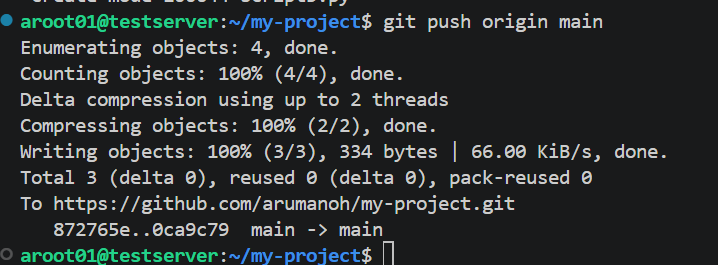 aroot01@testserver:~/my-project$ git push origin main
Enumerating objects: 4, done.
Counting objects: 100% (4/4), done.
Delta compression using up to 2 threads
Compressing objects: 100% (2/2), done.
Writing objects: 100% (3/3), 334 bytes | 66.00 KiB/s, done.
Total 3 (delta 0), reused 0 (delta 0), pack-reused 0
To https://github.com/arumanoh/my-project.git
   872765e..0ca9c79  main -> main
aroot01@testserver:~/my-project$